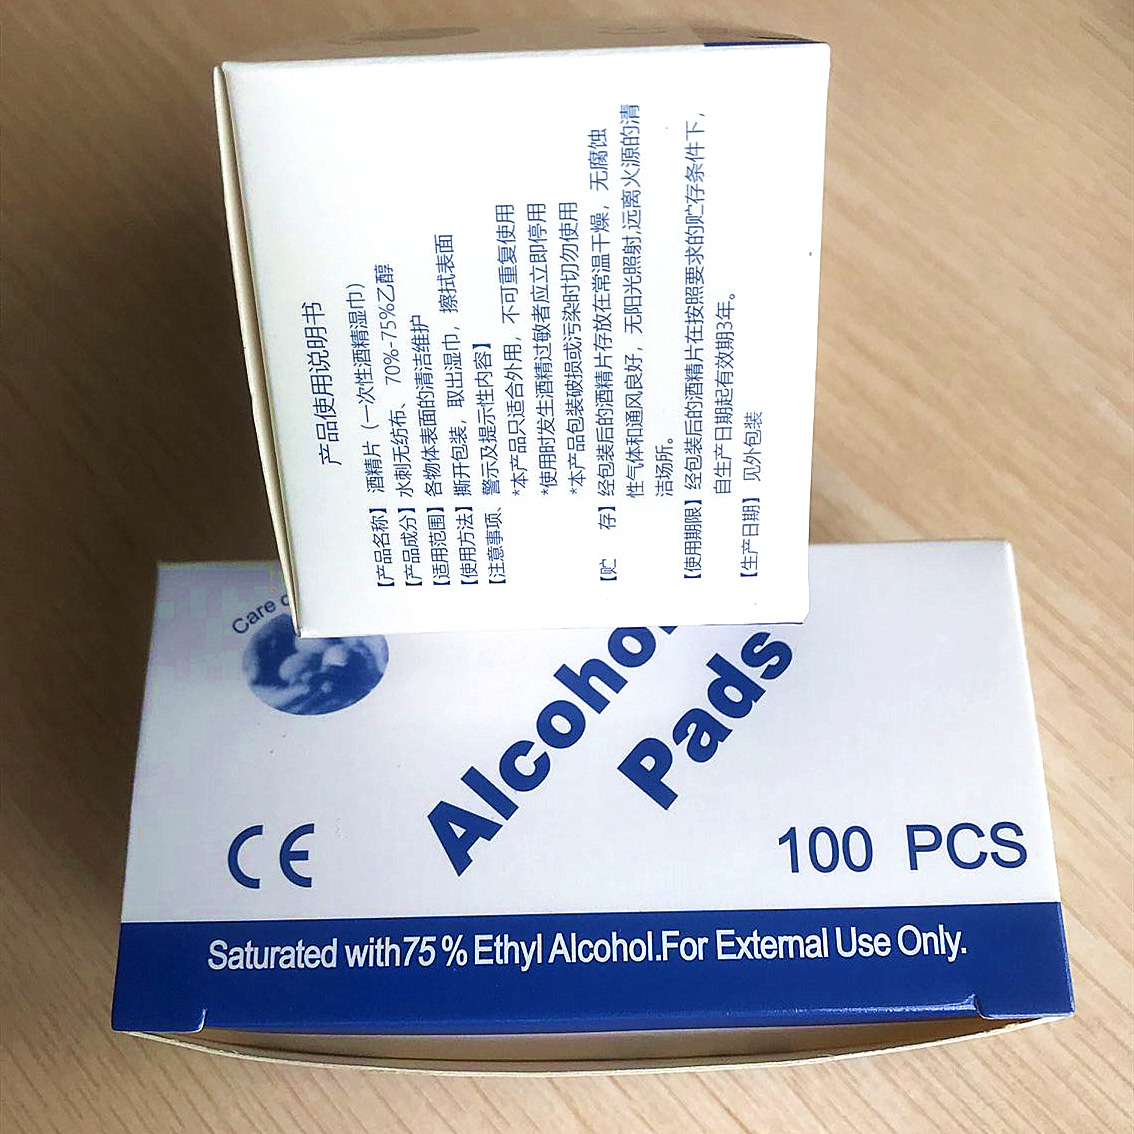 产品使用说明书
【产品名称】酒精片（一次性酒精湿巾）
【产品成分】水刺无纺布、 70%-75%乙醇
【适用范围】各物体表面的清洁维护
【使用方法】撕开包装，取出湿巾，擦拭表面
【注意事项、警示及提示性内容】
*本产品只适合外用，不可重复使用
*使用时发生酒精过敏者应立即停用
*本产品包装破损或污染时切勿使用
【贮 存】经包装后的酒精片存放在常温干燥，无腐蚀
性气体和通风良好，无阳光照射,远离火源的清
洁场所。
【使用期限】经包装后的酒精片在按照要求的贮存条件下，
自生产日期起有效期3年。
【生产日期】 见外包装
Care
Alcohol
Pads
CE
100 PCS
Saturated with75% Ethyl Alcohol.For External Use Only.